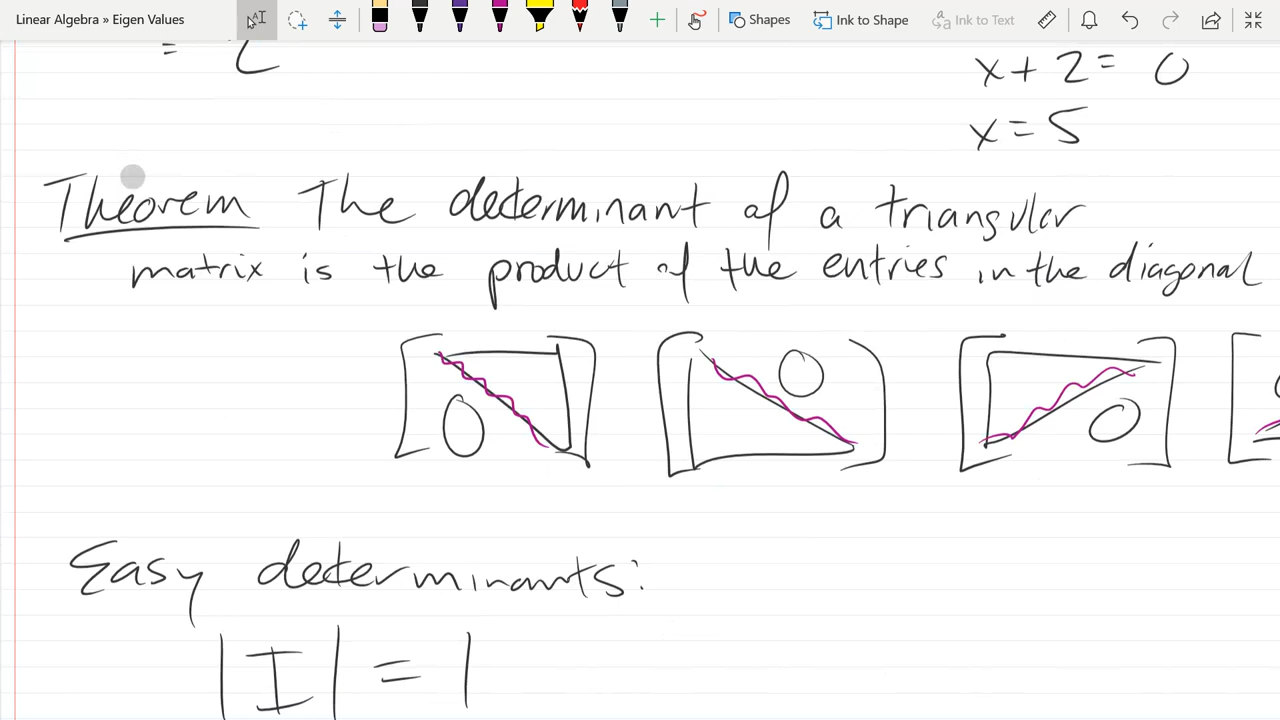 Linear Algebra » Eigen Values
Shapes
Ink to Shape
Ink to Text
= 2
x + 2 = 0
x = 5
Theorem The determinant of a triangular
matrix is the product of the entries in the diagonal
0 0 0
Easy determinants:
|I| = 1